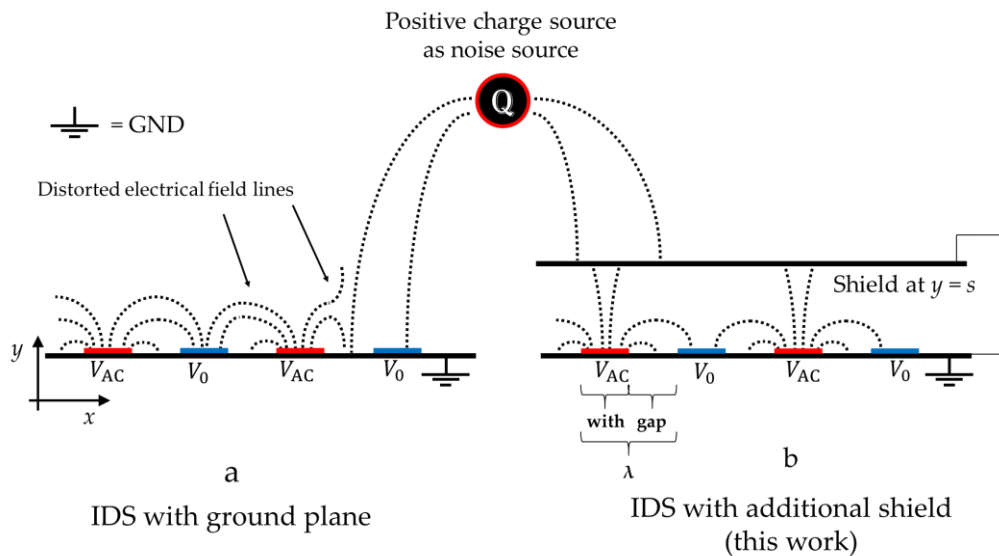 Positive charge source
as noise source
Q
= GND
Distorted electrical field lines
Shield at y = s
y
x
V_AC
V_0
V_AC
V_0
V_AC
V_0
V_AC
V_0
with gap
λ
a
b
IDS with ground plane
IDS with additional shield
(this work)